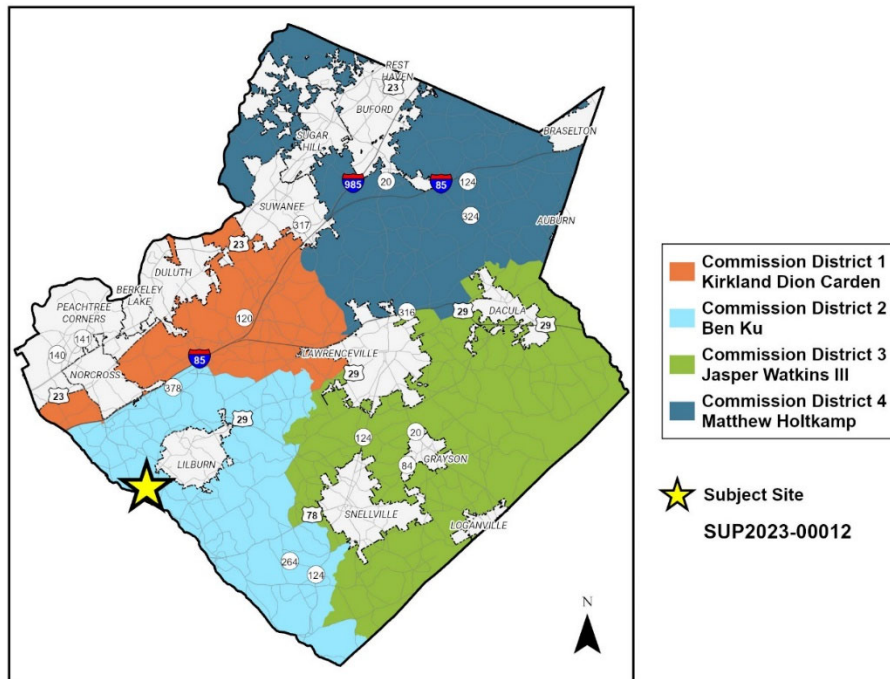 REST
HAVEN
23
BUFORD
BRASELTON
SUGAR
HILL
985
20
85
124
324
SUWANEE
317
AUBURN
23
DULUTH
BERKELEY
LAKE
PEACHTREE
CORNERS
141
140
120
316
29
DACULA
29
LAWRENCEVILLE
29
85
NORCROSS
378
23
29
LILBURN
124
20
GRAYSON
84
SNELLVILLE
78
LOGANVILLE
264
124
N
Commission District 1
Kirkland Dion Carden
Commission District 2
Ben Ku
Commission District 3
Jasper Watkins III
Commission District 4
Matthew Holtkamp
Subject Site
SUP2023-00012